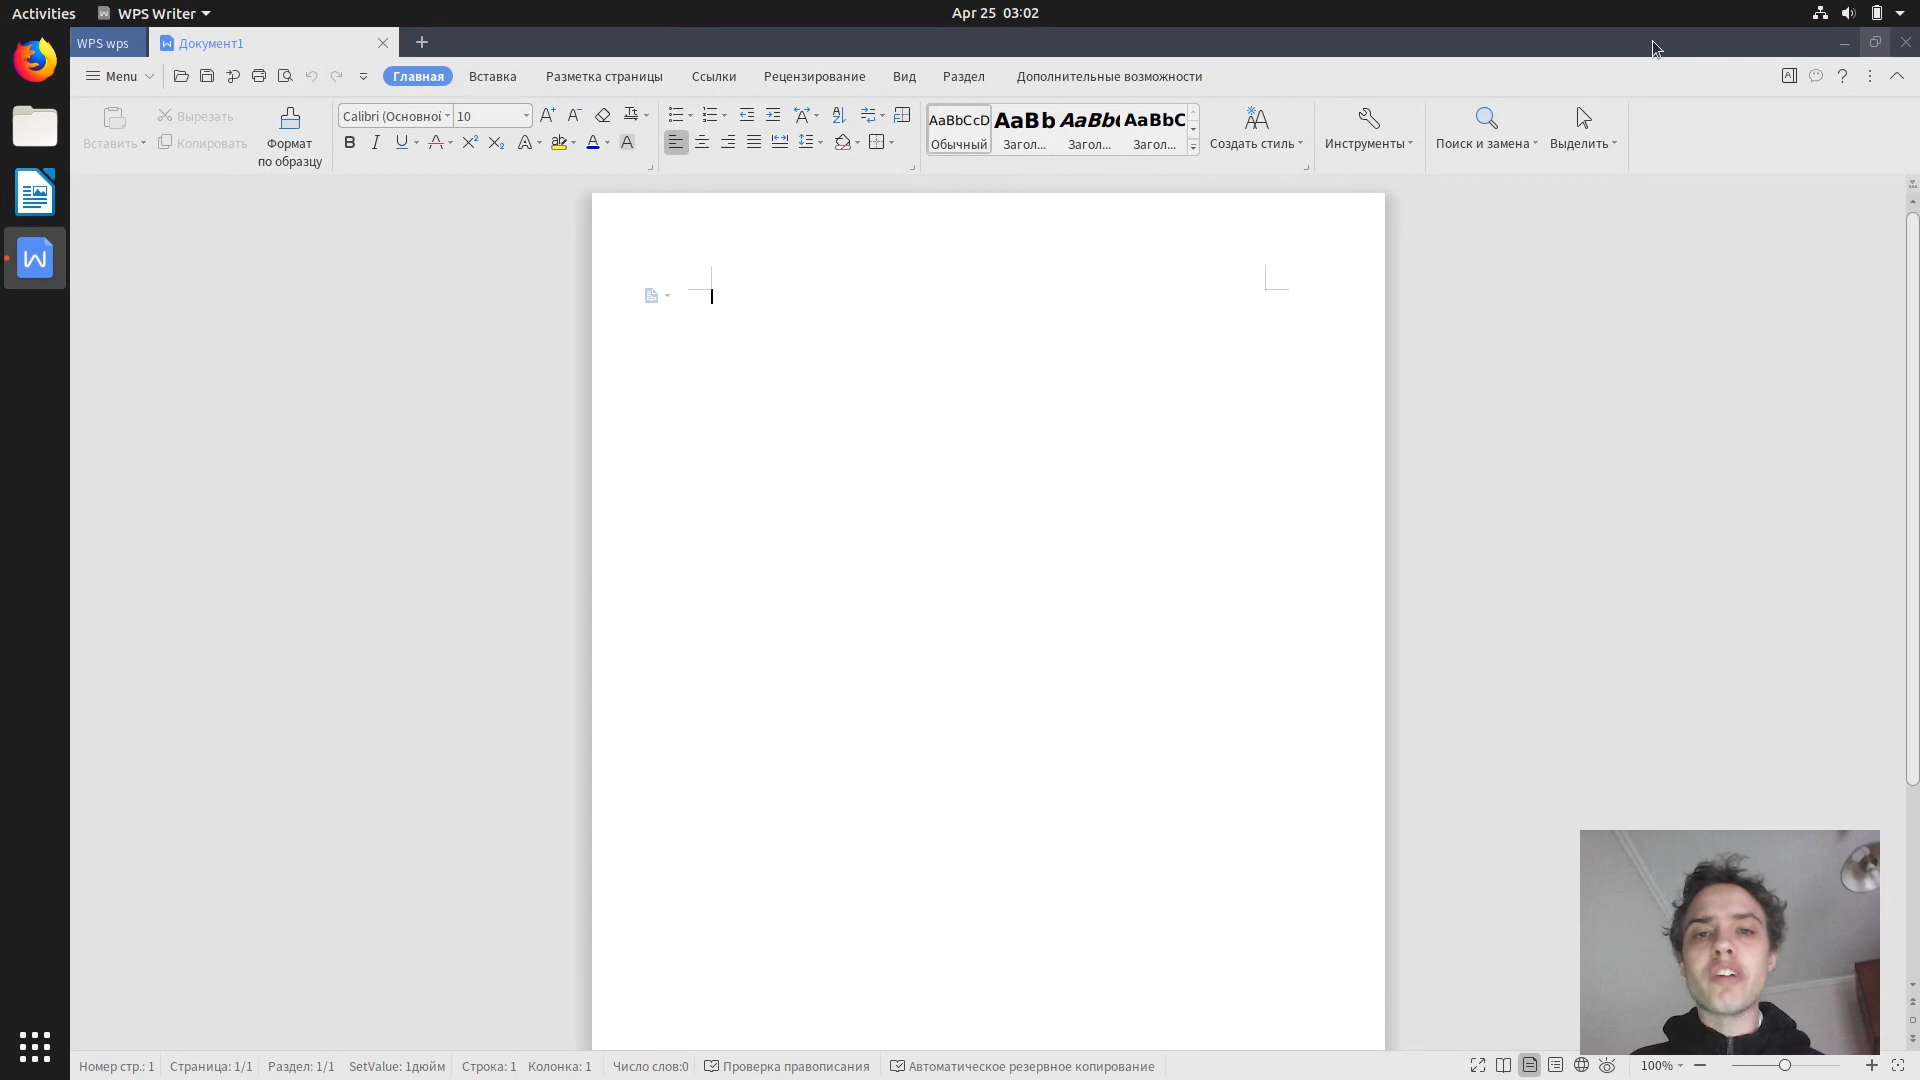 Activities WPS Writer Apr 25 03:02
WPS wps Документ1
Menu Главная Вставка Разметка страницы Ссылки Рецензирование Вид Раздел Дополнительные возможности
Вставить Вырезать Копировать Формат по образцу
Calibri (Основної 10
AaBbCcD AaBb AaBb AaBbC
Обычный Загол... Загол... Загол...
Создать стиль Инструменты Поиск и замена Выделить
Номер стр.: 1 Страница: 1/1 Раздел: 1/1 SetValue: 1дюйм Строка: 1 Колонка: 1 Число слов:0 Проверка правописания Автоматическое резервное копирование 100%